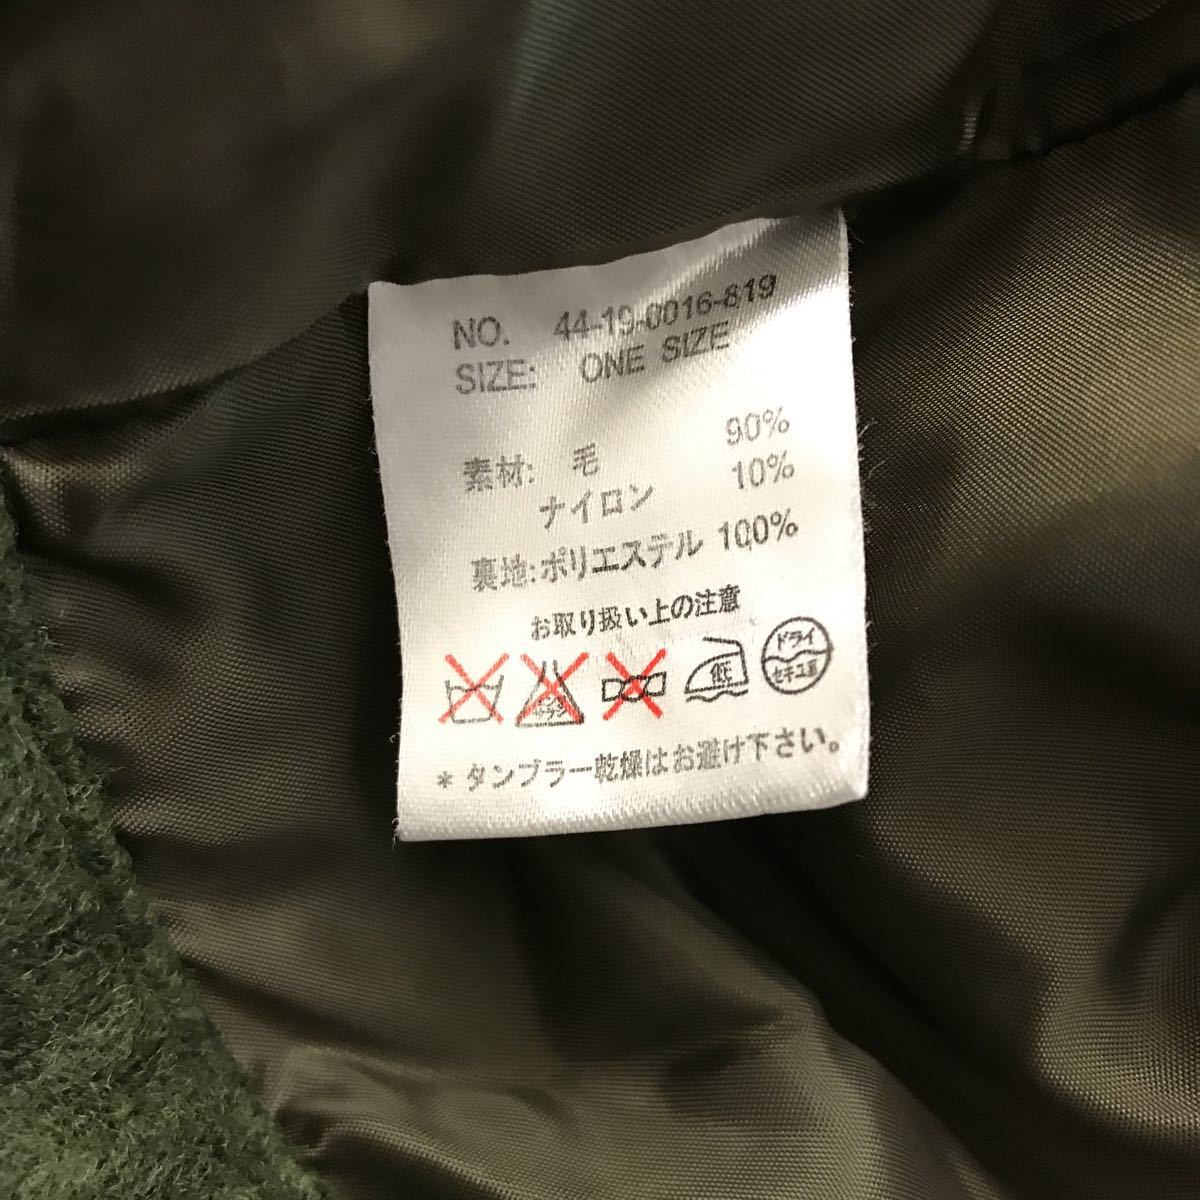 NO. 44-19-0016-819
SIZE: ONE SIZE
素材: 毛 90%
ナイロン 10%
裏地:ポリエステル 100%
お取り扱い上の注意
低
ドライ
セキユ系
*タンブラー乾燥はお避け下さい。